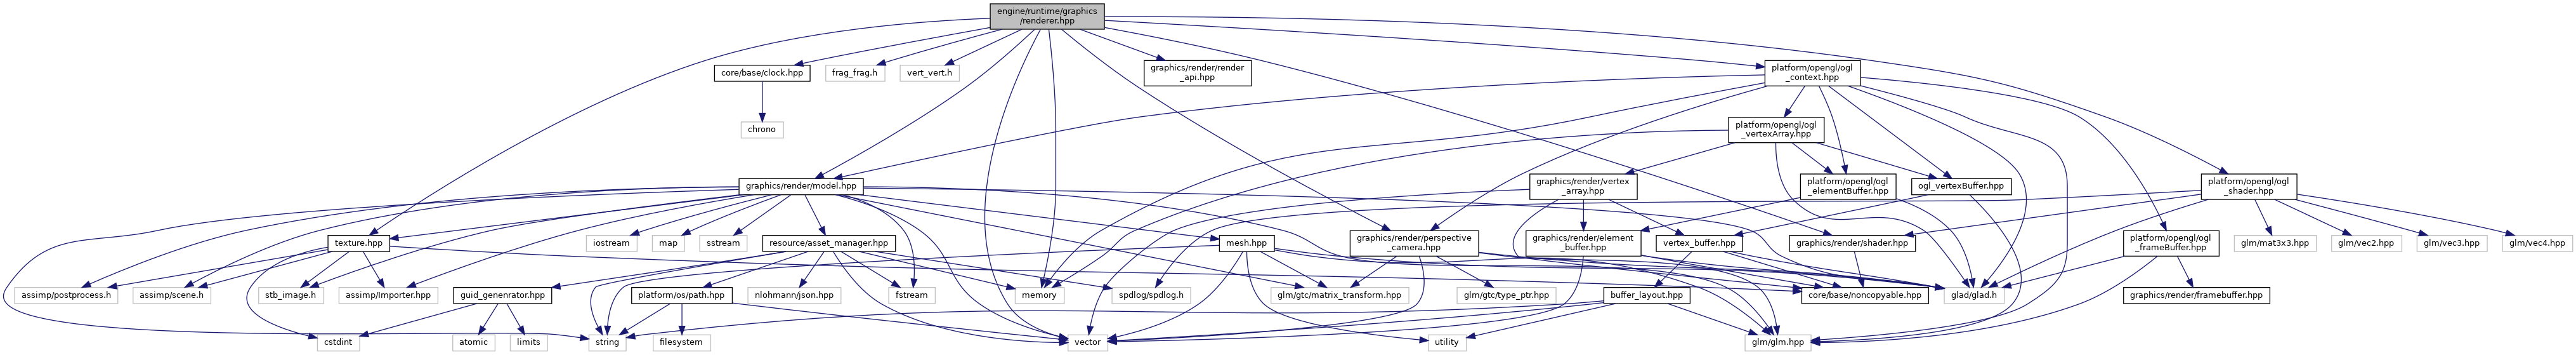 engine/runtime/graphics
/renderer.hpp
core/base/clock.hpp
frag_frag.h
vert_vert.h
graphics/render/render
_api.hpp
platform/opengl/ogl
_context.hpp
chrono
platform/opengl/ogl
_vertexArray.hpp
graphics/render/model.hpp
graphics/render/vertex
_array.hpp
platform/opengl/ogl
_elementBuffer.hpp
ogl_vertexBuffer.hpp
platform/opengl/ogl
_shader.hpp
texture.hpp
iostream
map
sstream
resource/asset_manager.hpp
mesh.hpp
graphics/render/perspective
_camera.hpp
graphics/render/element
_buffer.hpp
vertex_buffer.hpp
graphics/render/shader.hpp
platform/opengl/ogl
_frameBuffer.hpp
glm/mat3x3.hpp
glm/vec2.hpp
glm/vec3.hpp
glm/vec4.hpp
assimp/postprocess.h
assimp/scene.h
stb_image.h
assimp/Importer.hpp
guid_genenrator.hpp
platform/os/path.hpp
nlohmann/json.hpp
fstream
memory
spdlog/spdlog.h
glm/gtc/matrix_transform.hpp
glm/gtc/type_ptr.hpp
buffer_layout.hpp
core/base/noncopyable.hpp
glad/glad.h
graphics/render/framebuffer.hpp
cstdint
atomic
limits
string
filesystem
vector
utility
glm/glm.hpp